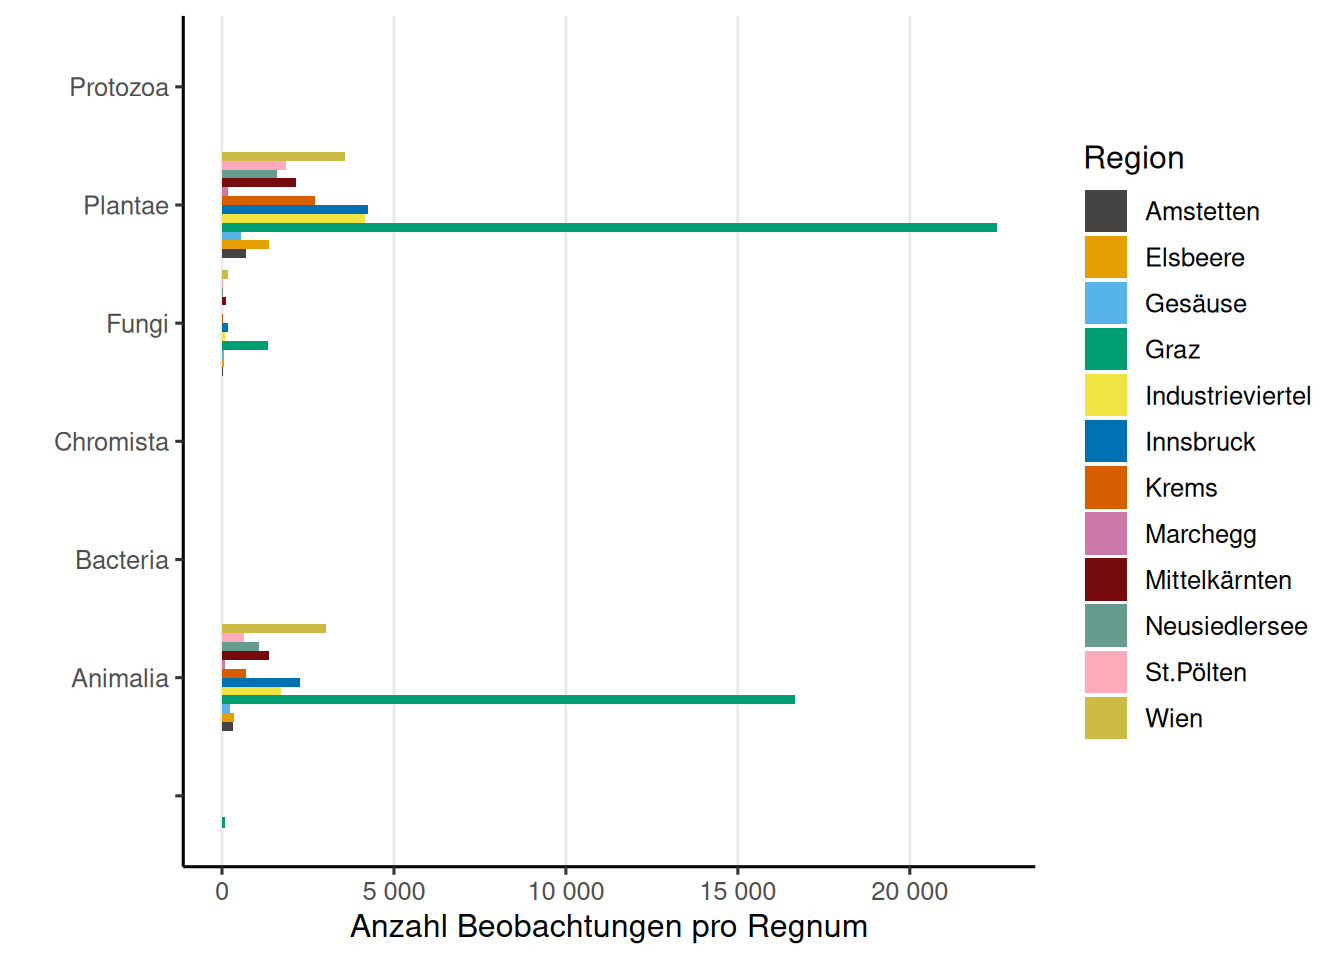 Protozoa
Plantae
Fungi
Chromista
Bacteria
Animalia
0
5 000
10 000
15 000
20 000
Anzahl Beobachtungen pro Regnum
Region
Amstetten
Elsbeere
Gesäuse
Graz
Industrieviertel
Innsbruck
Krems
Marchegg
Mittelkärnten
Neusiedlersee
St.Pölten
Wien